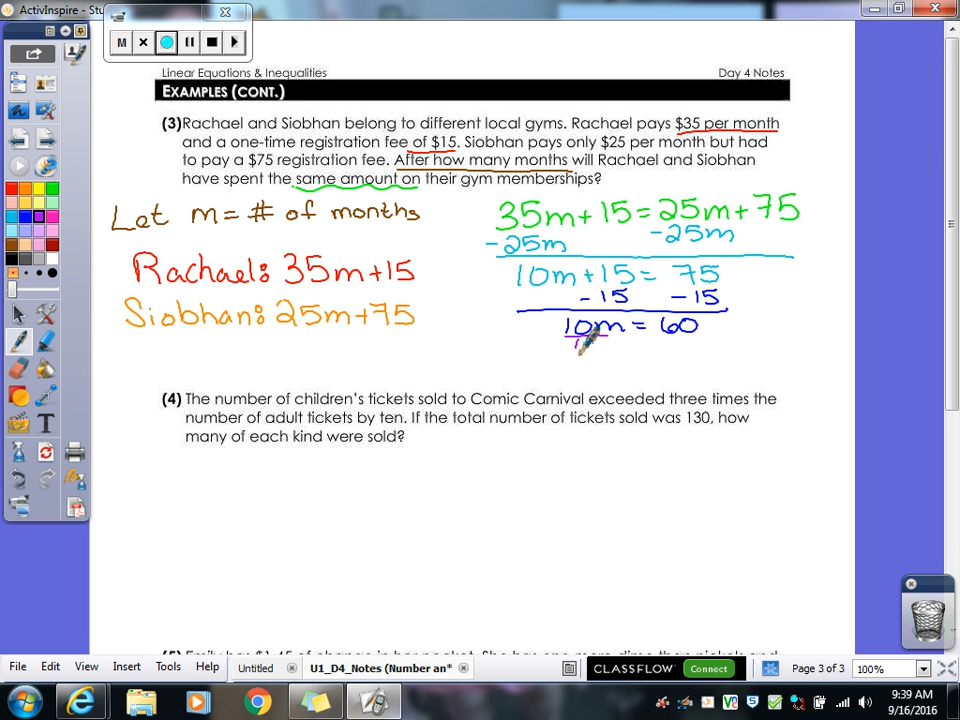 ActivInspire - Stu
M
Linear Equations & Inequalities Day 4 Notes
EXAMPLES (CONT.)
(3)Rachael and Siobhan belong to different local gyms. Rachael pays $35 per month
and a one-time registration fee of $15. Siobhan pays only $25 per month but had
to pay a $75 registration fee. After how many months will Rachael and Siobhan
have spent the same amount on their gym memberships?
Let m = # of months
Rachael: 35m+15
Siobhan: 25m+75
35m+15=25m+75
-25m -25m
10m+15 = 75
-15 -15
10m = 60
(4) The number of children's tickets sold to Comic Carnival exceeded three times the
number of adult tickets by ten. If the total number of tickets sold was 130, how
many of each kind were sold?
File Edit View Insert Tools Help Untitled U1_D4_Notes (Number an* CLASSFLOW Connect Page 3 of 3 100%
9:39 AM
9/16/2016